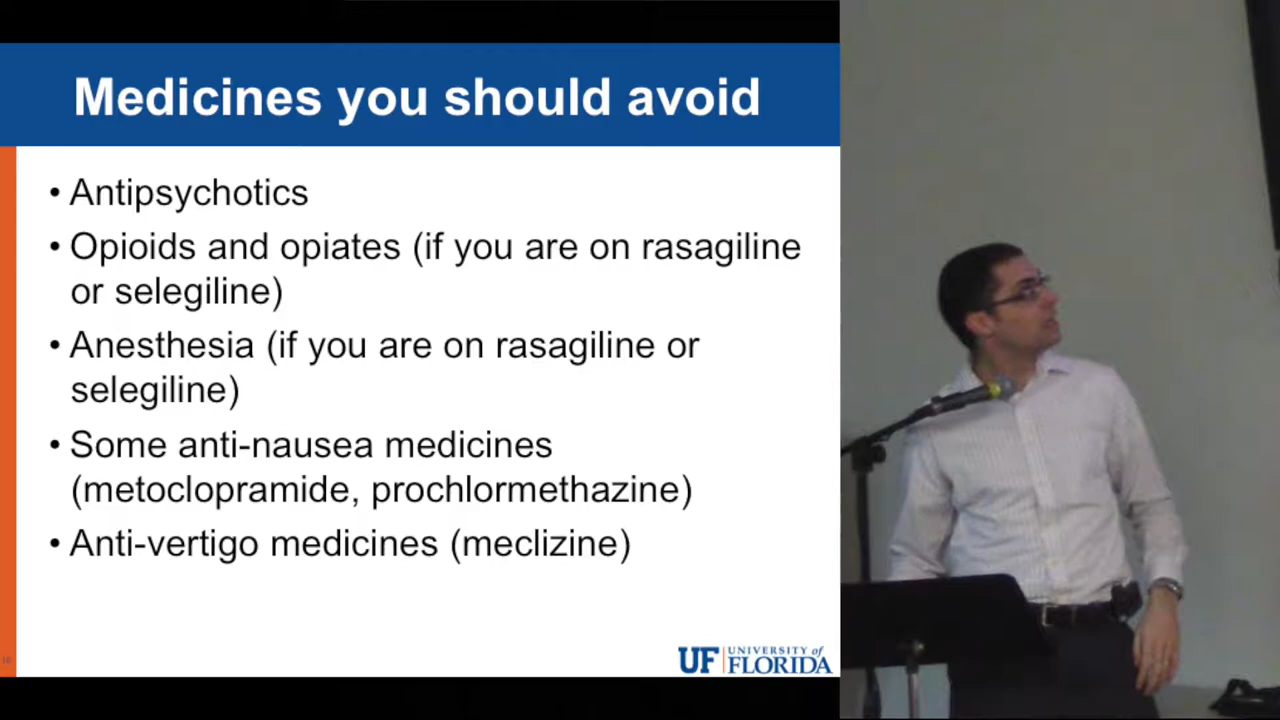 Medicines you should avoid
• Antipsychotics
• Opioids and opiates (if you are on rasagiline
or selegiline)
• Anesthesia (if you are on rasagiline or
selegiline)
• Some anti-nausea medicines
(metoclopramide, prochlormethazine)
• Anti-vertigo medicines (meclizine)
UF UNIVERSITY of
FLORIDA